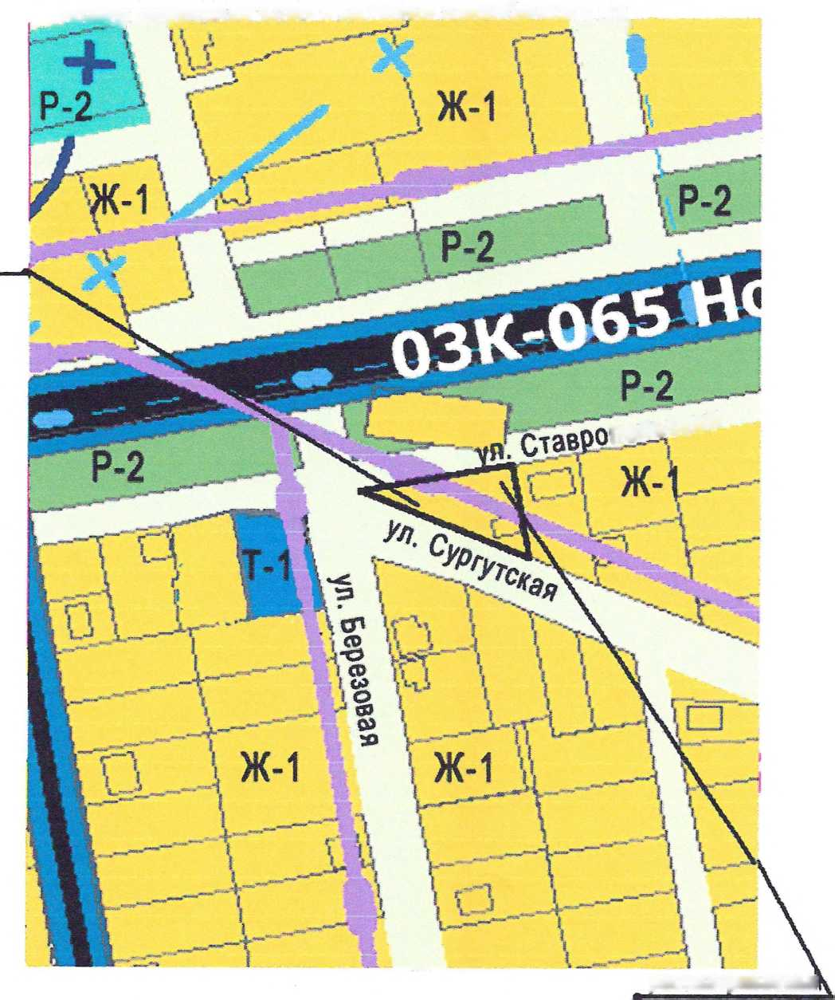 Р-2
Ж-1
Ж-1
Р-2
Р-2
03К-065 Но
Р-2
Р-2
ул. Ставро
Ж-1
ул. Сургутская
Т-1
ул. Березовая
Ж-1
Ж-1